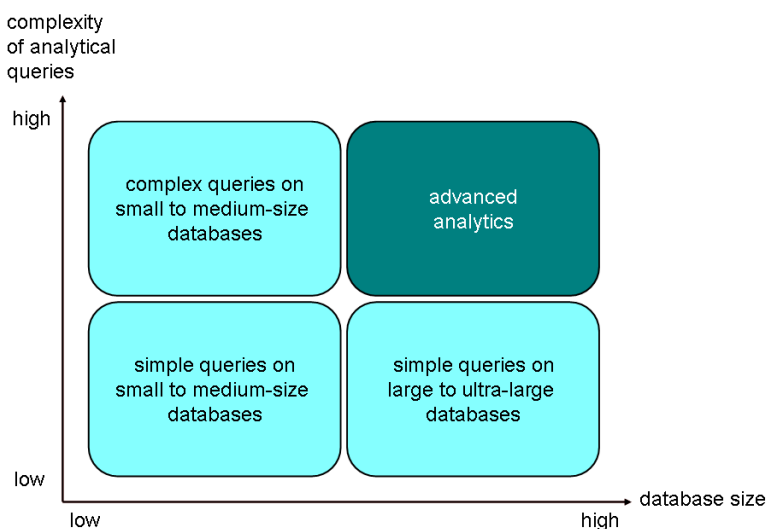 complexity
of analytical
queries
high
complex queries on
small to medium-size
databases
advanced
analytics
simple queries on
small to medium-size
databases
simple queries on
large to ultra-large
databases
low
database size
low
high